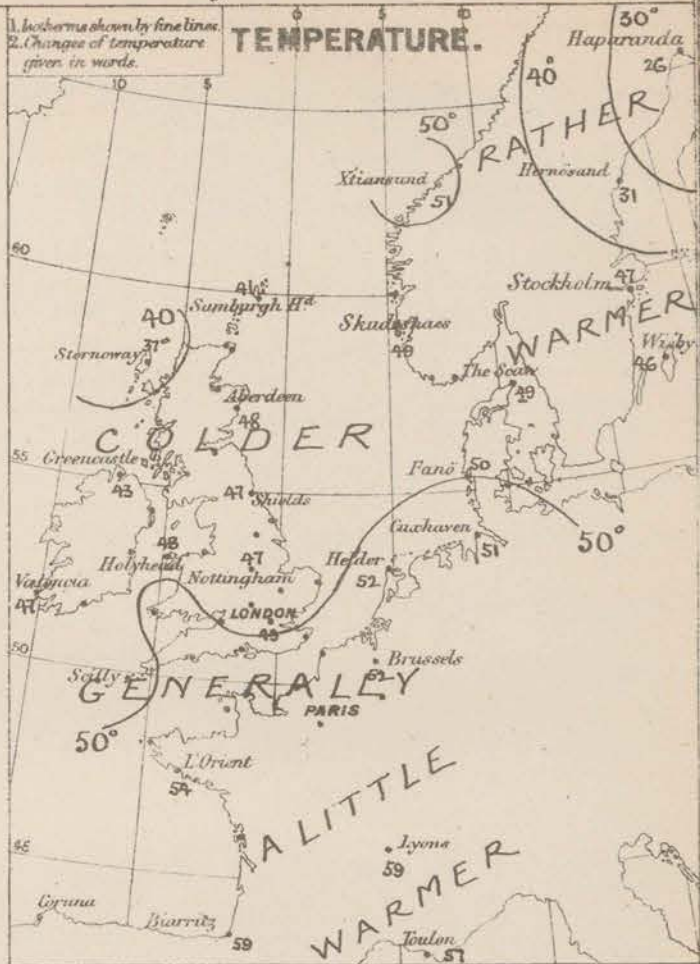 1. Isotherms shown by fine lines.
2. Changes of temperature
given in words.
TEMPERATURE.
0 5 10
10 5
30°
Haparanda
26
40°
RATHER
50°
Xtiansund
51
Hernösand
31
60
41
Sumburgh Hd
Stockholm 47
40
Stornoway
37
Skudesnaes
WARMER
Wisby
46
The Scaw
49
Aberdeen
48
COLDER
55
Greencastle
43
Fanö 50
47 Shields
Cuxhaven
51
50°
48
Holyhead
47
Nottingham
Helder
52
Valencia
47
LONDON
50
Scilly
Brussels
GENERALLY
PARIS
50°
L'Orient
54
A LITTLE
45
Lyons
59
WARMER
Coruna
Biarritz
59
Toulon
57